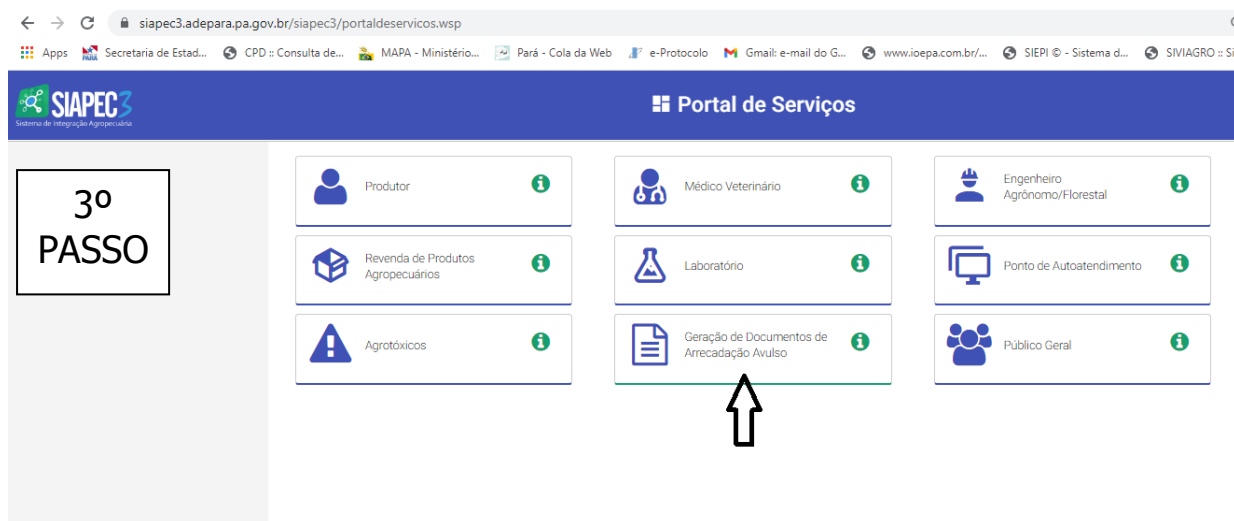 siapec3.adepara.pa.gov.br/siapec3/portaldeservicos.wsp
Apps Secretaria de Estad... CPD :: Consulta de... MAPA - Ministério... Pará - Cola da Web e-Protocolo Gmail: e-mail do G... www.ioepa.com.br/... SIEPI © - Sistema d... SIVIAGRO :: Si
SIAPEC3
Sistema de Integração Agropecuária
Portal de Serviços
3º
PASSO
Produtor
Médico Veterinário
Engenheiro
Agrônomo/Florestal
Revenda de Produtos
Agropecuários
Laboratório
Ponto de Autoatendimento
Agrotóxicos
Geração de Documentos de
Arrecadação Avulso
Público Geral